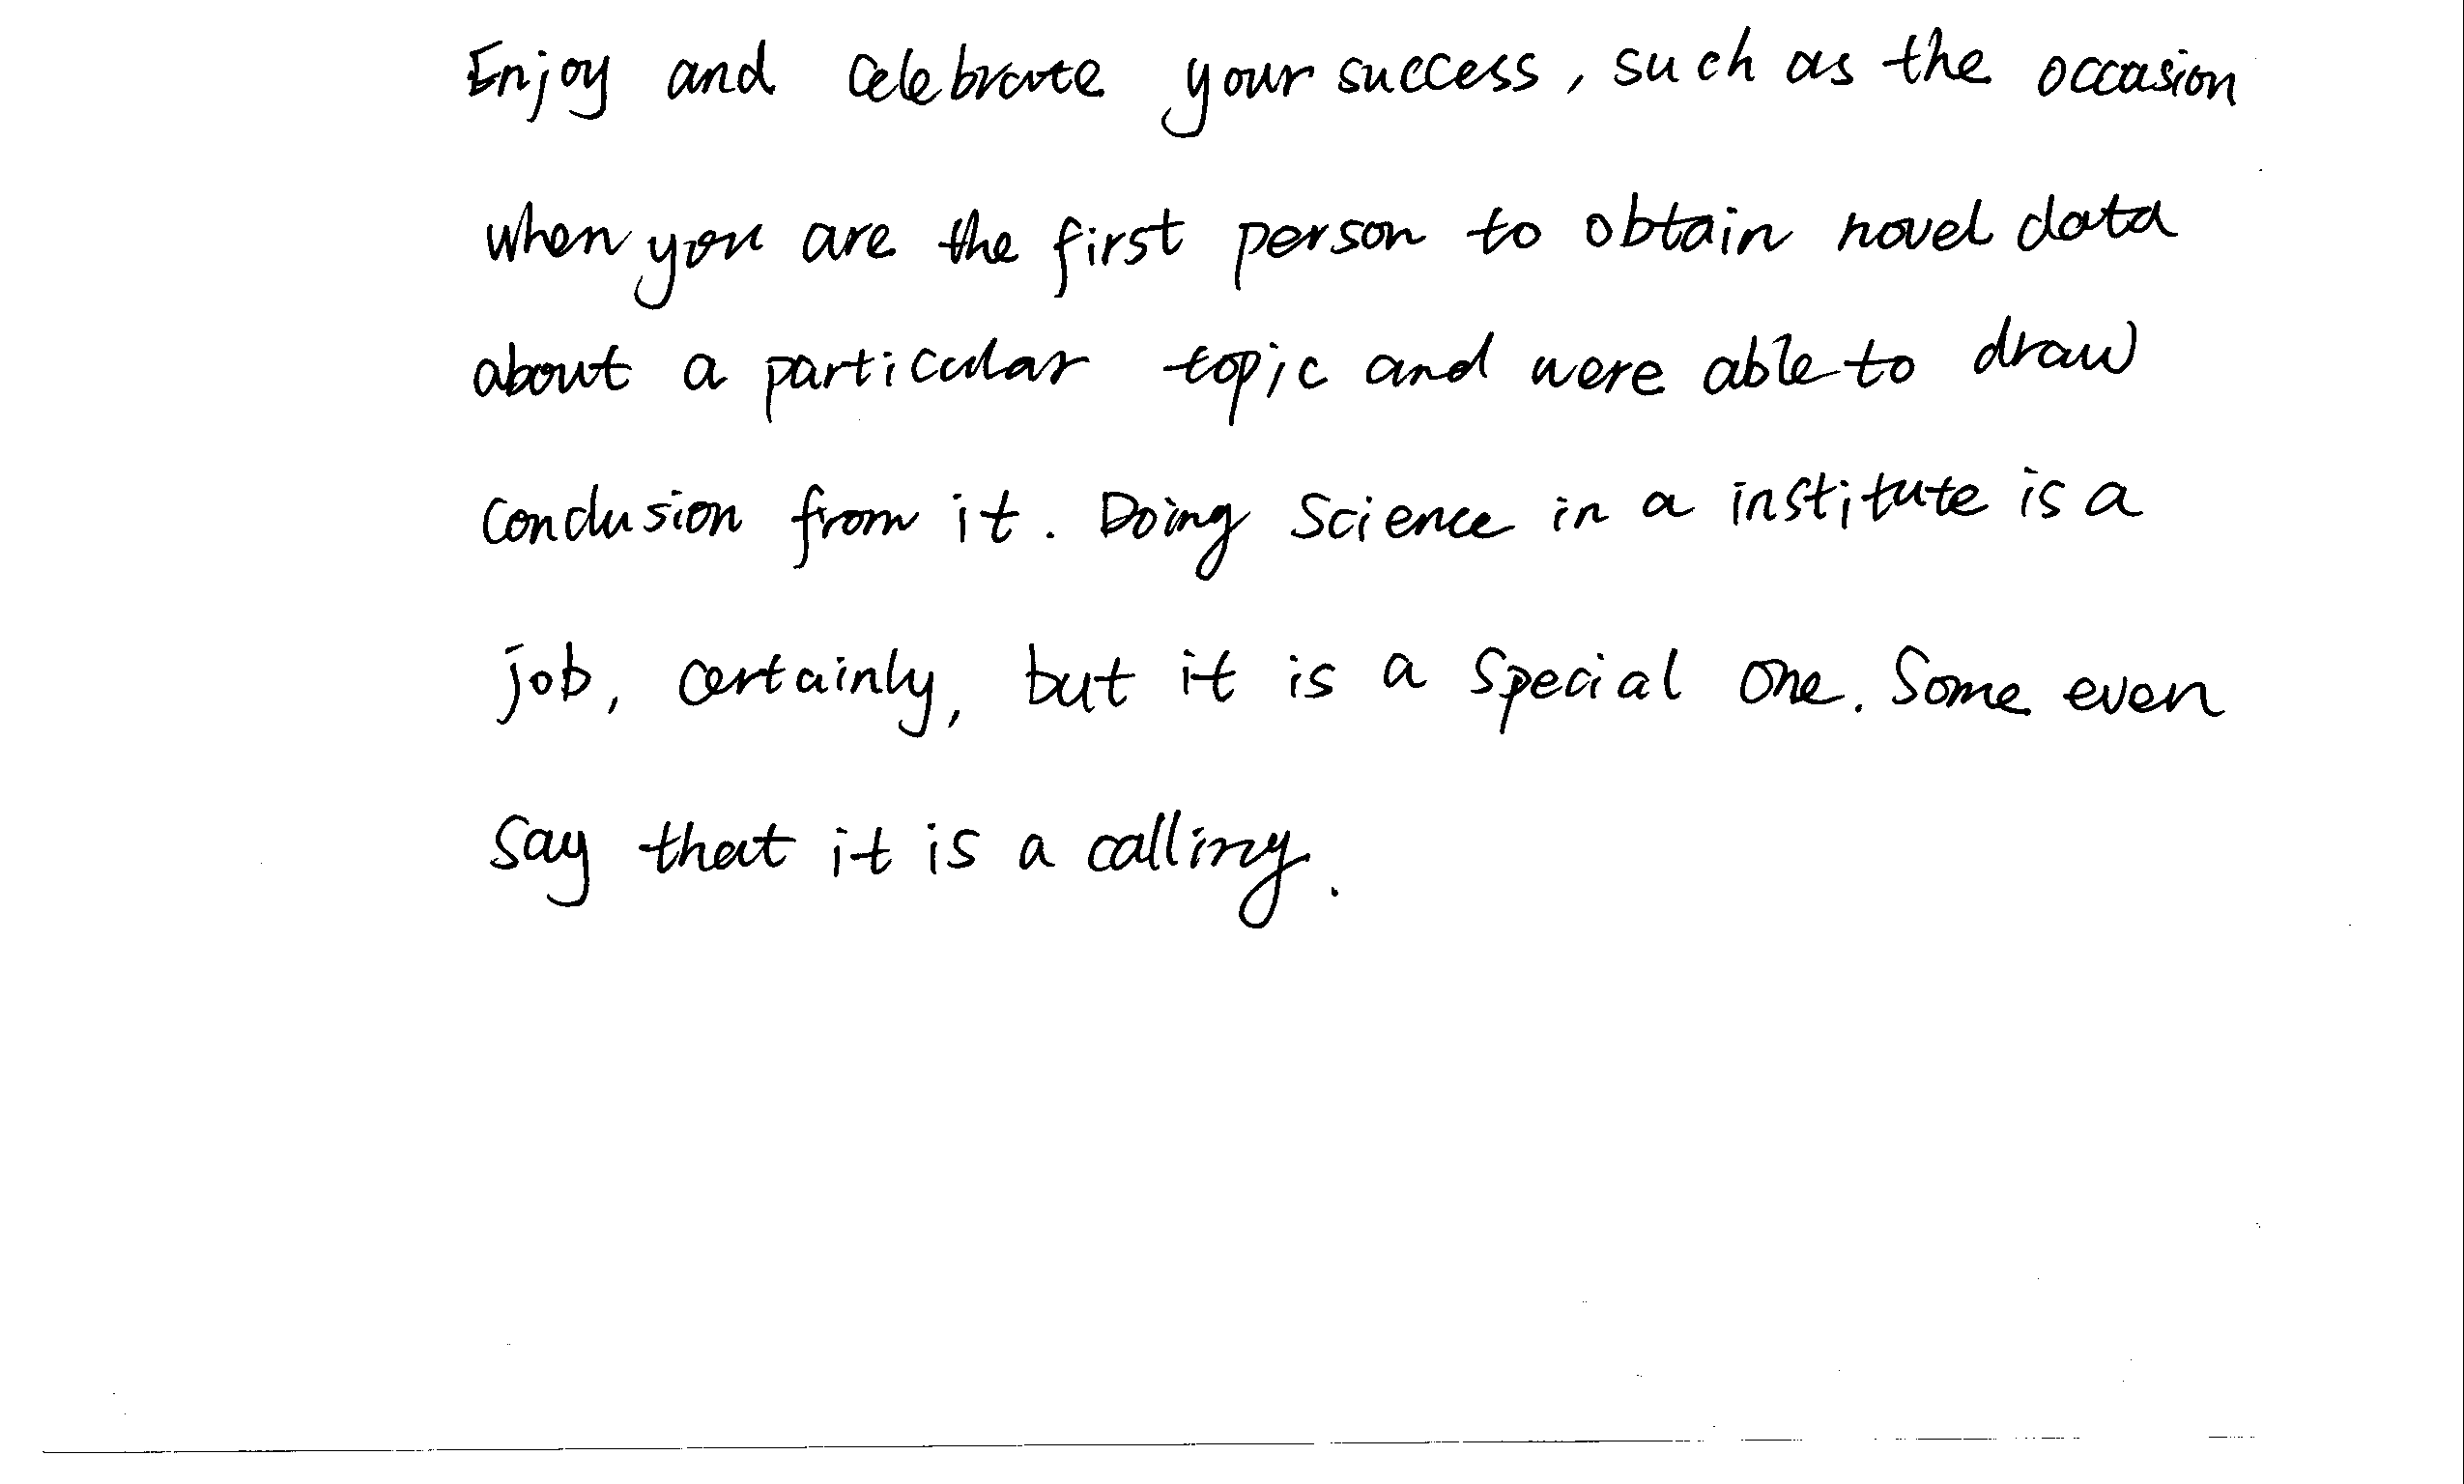 Enjoy and celebrate your success, such as the occasion
when you are the first person to obtain novel data
about a particular topic and were able to draw
conclusion from it. Doing Science in a institute is a
job, certainly, but it is a special one. Some even
say that it is a calling.